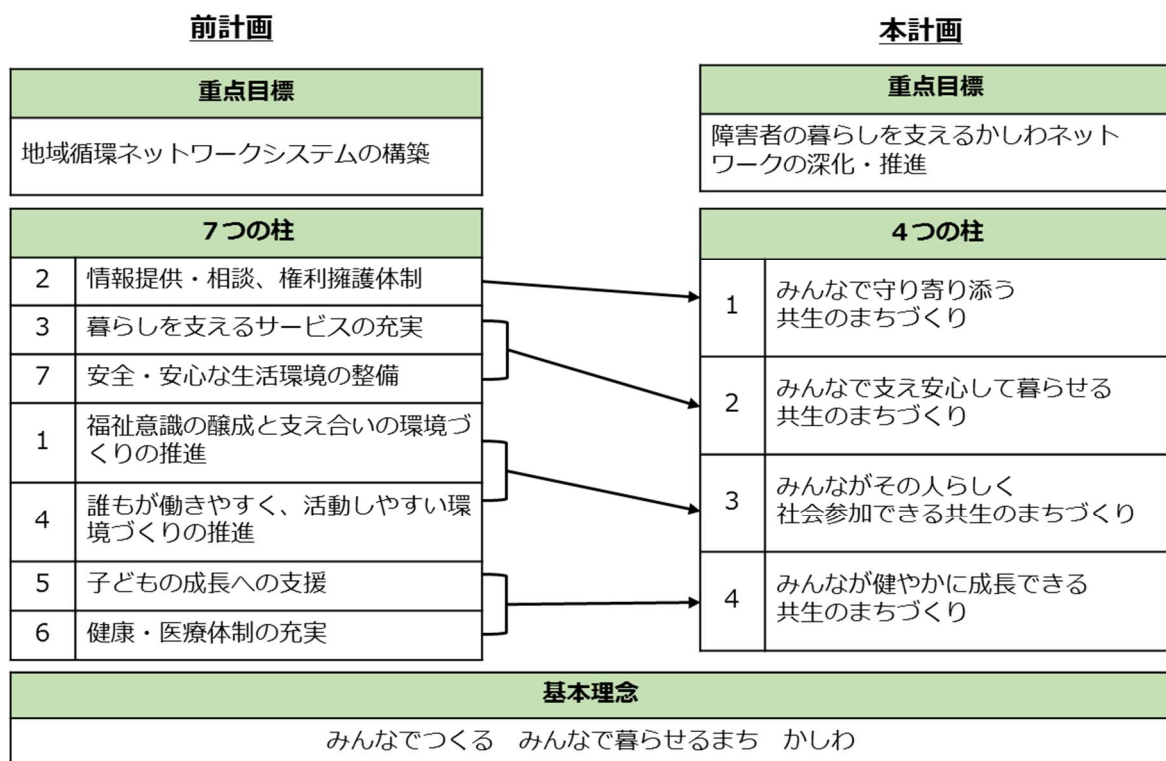 前計画
重点目標
地域循環ネットワークシステムの構築
7つの柱
2 情報提供・相談、権利擁護体制
3 暮らしを支えるサービスの充実
7 安全・安心な生活環境の整備
1 福祉意識の醸成と支え合いの環境づ
くりの推進
4 誰もが働きやすく、活動しやすい環
境づくりの推進
5 子どもの成長への支援
6 健康・医療体制の充実
本計画
重点目標
障害者の暮らしを支えるかしわネット
ワークの深化・推進
4つの柱
1 みんなで守り寄り添う
共生のまちづくり
2 みんなで支え安心して暮らせる
共生のまちづくり
3 みんながその人らしく
社会参加できる共生のまちづくり
4 みんなが健やかに成長できる
共生のまちづくり
基本理念
みんなでつくる　みんなで暮らせるまち　かしわ